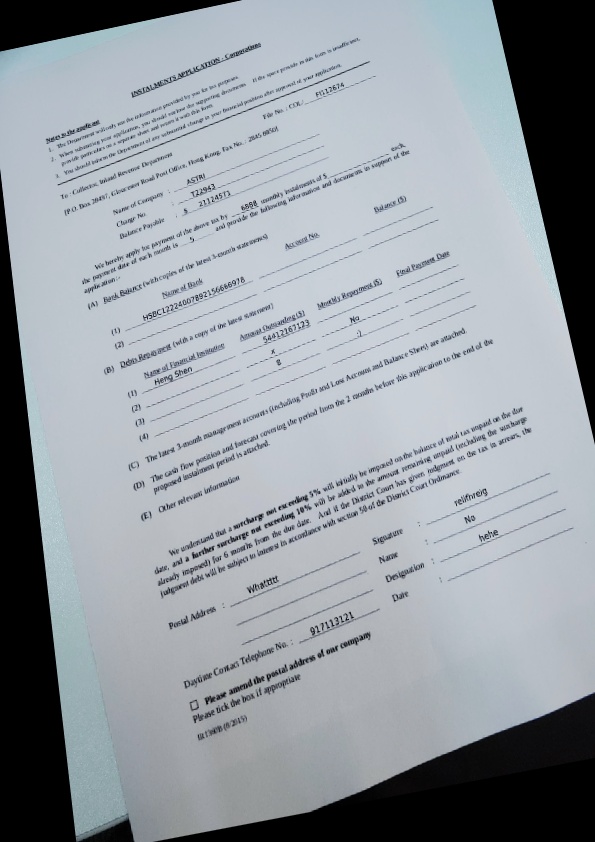 INSTALMENTS APPLICATION - Corporations
Notes to the applicant
1. The Department will only use the information provided by you for tax purposes.
2. When submitting your application, you should enclose the supporting documents. If the space provide in this form is insufficient,
provide particulars on a separate sheet and return it with this form.
3. You should inform the Department of any substantial change in your financial position after approval of your application.
File No. : COL/ FI112674
To : Collector, Inland Revenue Department
[P.O. Box 28487, Gloucester Road Post Office, Hong Kong, Fax No. : 2845 6850]
Name of Company : ASTRI
Charge No. : T22943
Balance Payable : $ 21124571
We hereby apply for payment of the above tax by 6888 monthly instalments of $ each,
the payment date of each month is 5 and provide the following information and documents in support of the
application:-
(A) Bank Balance (with copies of the latest 3-month statements)
Name of Bank Account No. Balance ($)
(1) HSBC12224007892156666978
(2)
(B) Debts Repayment (with a copy of the latest statement)
Name of Financial Institution Amount Outstanding ($) Monthly Repayment ($) Final Payment Date
(1) Heng Shen 54412167123 No
(2) x :)
(3) 8
(4)
(C) The latest 3-month management accounts (including Profit and Loss Account and Balance Sheet) are attached.
(D) The cash flow position and forecast covering the period from the 2 months before this application to the end of the
proposed instalment period is attached.
(E) Other relevant information
We understand that a surcharge not exceeding 5% will initially be imposed on the balance of total tax unpaid on the due
date, and a further surcharge not exceeding 10% will be added to the amount remaining unpaid (including the surcharge
already imposed) for 6 months from the due date. And if the District Court has given judgment on the tax in arrears, the
judgment debt will be subject to interest in accordance with section 50 of the District Court Ordinance.
Signature : relifhreig
Postal Address : Whatttt
Name : No
Designation : hehe
Date :
Daytime Contact Telephone No. : 917113121
Please amend the postal address of our company
Please tick the box if appropriate